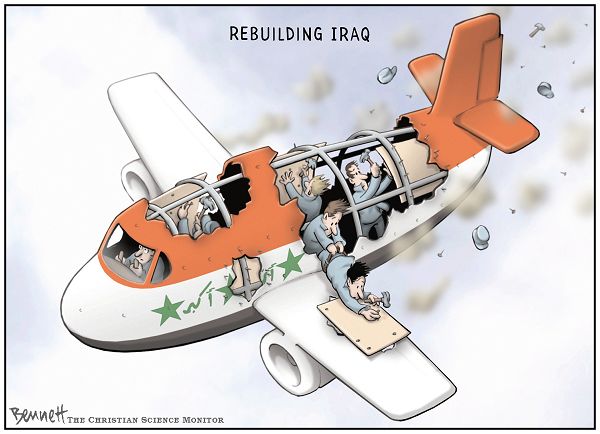 REBUILDING IRAQ
Bennett THE CHRISTIAN SCIENCE MONITOR